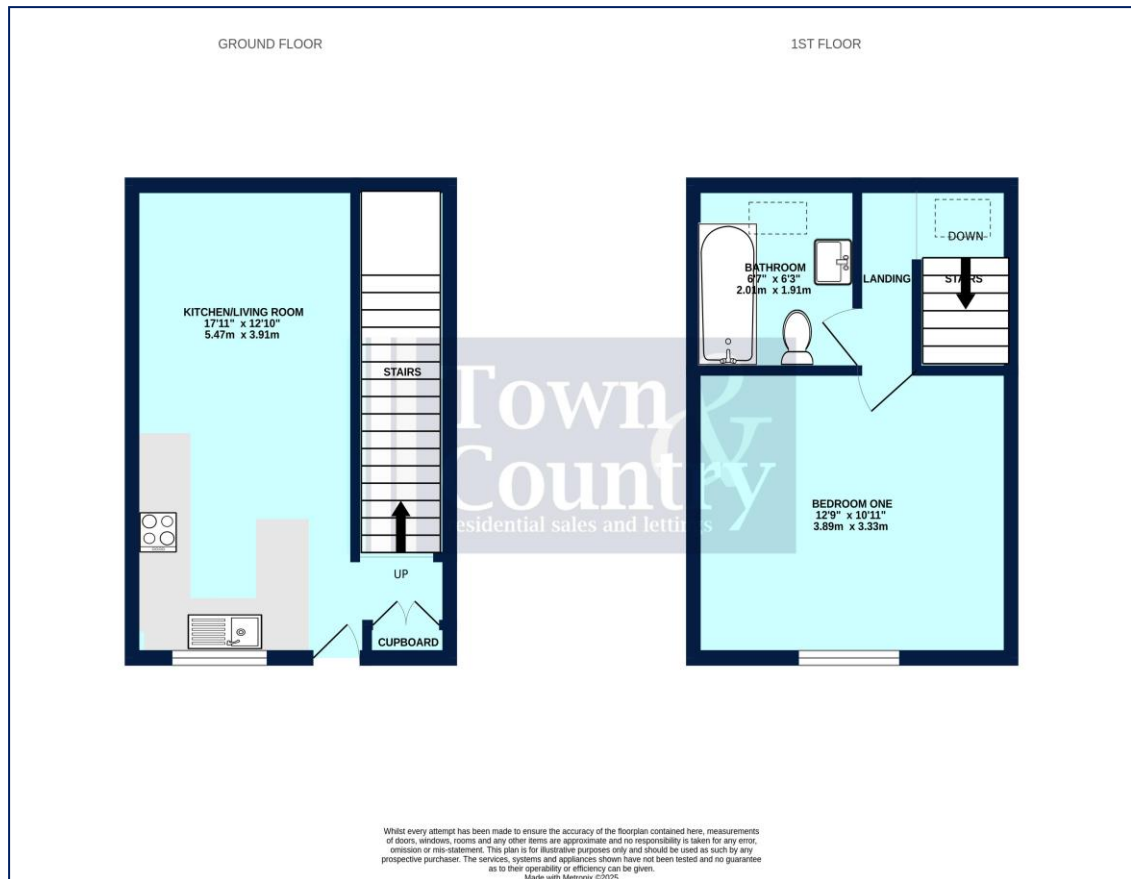 GROUND FLOOR
1ST FLOOR
KITCHEN/LIVING ROOM
17'11" x 12'10"
5.47m x 3.91m
STAIRS
UP
CUPBOARD
BATHROOM
6'7" x 6'3"
2.01m x 1.91m
LANDING
DOWN
STAIRS
BEDROOM ONE
12'9" x 10'11"
3.89m x 3.33m
Town &
Country
residential sales and lettings
Whilst every attempt has been made to ensure the accuracy of the floorplan contained here, measurements
of doors, windows, rooms and any other items are approximate and no responsibility is taken for any error,
omission or mis-statement. This plan is for illustrative purposes only and should be used as such by any
prospective purchaser. The services, systems and appliances shown have not been tested and no guarantee
as to their operability or efficiency can be given.
Made with Metropix ©2025